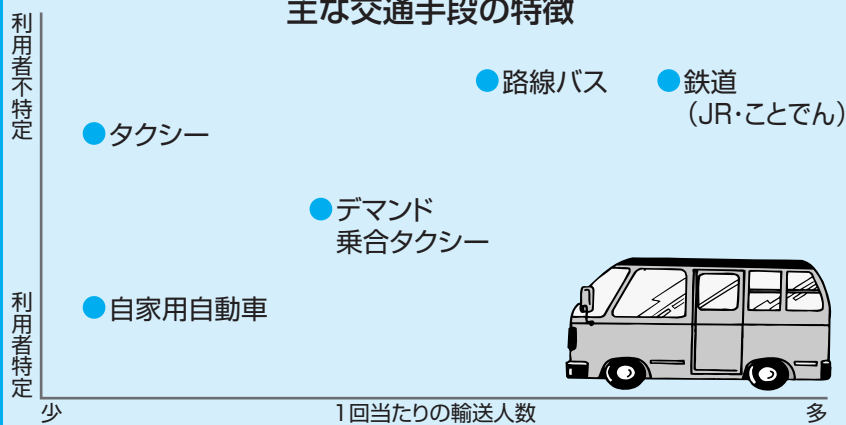 主な交通手段の特徴
利用者不特定
路線バス
鉄道
（JR・ことでん）
タクシー
デマンド
乗合タクシー
自家用自動車
利用者特定
少
1回当たりの輸送人数
多